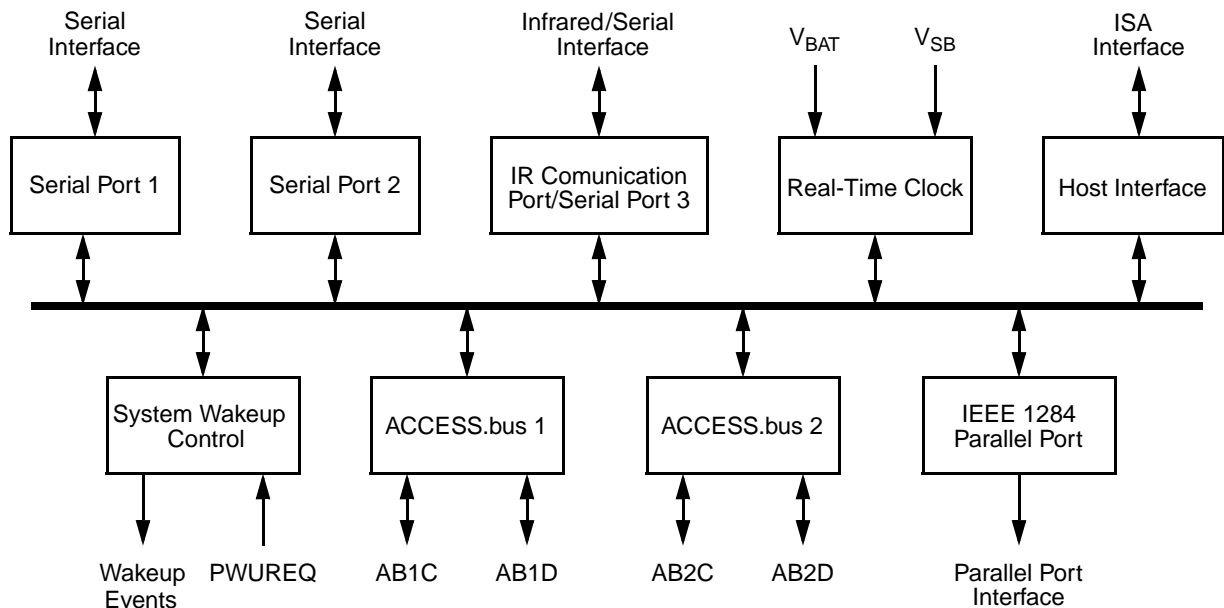 Serial
Interface
Serial
Interface
Infrared/Serial
Interface
VBAT
VSB
ISA
Interface
Serial Port 1
Serial Port 2
IR Comunication
Port/Serial Port 3
Real-Time Clock
Host Interface
System Wakeup
Control
ACCESS.bus 1
ACCESS.bus 2
IEEE 1284
Parallel Port
Wakeup
Events
PWUREQ
AB1C
AB1D
AB2C
AB2D
Parallel Port
Interface